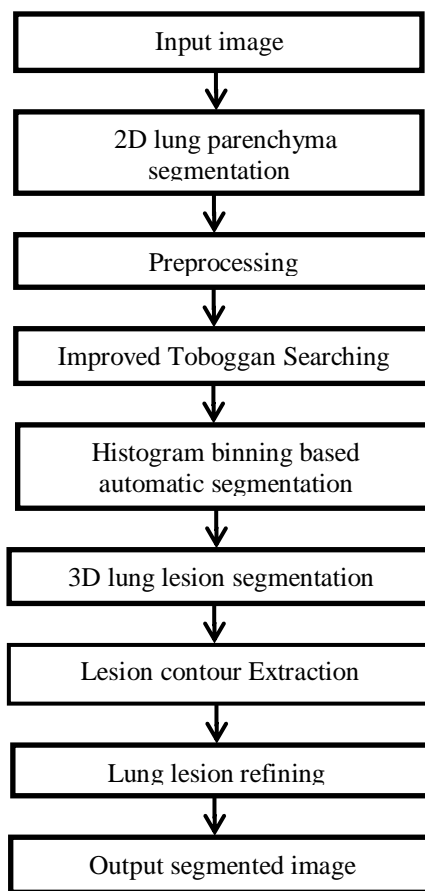 Input image
2D lung parenchyma
segmentation
Preprocessing
Improved Toboggan Searching
Histogram binning based
automatic segmentation
3D lung lesion segmentation
Lesion contour Extraction
Lung lesion refining
Output segmented image